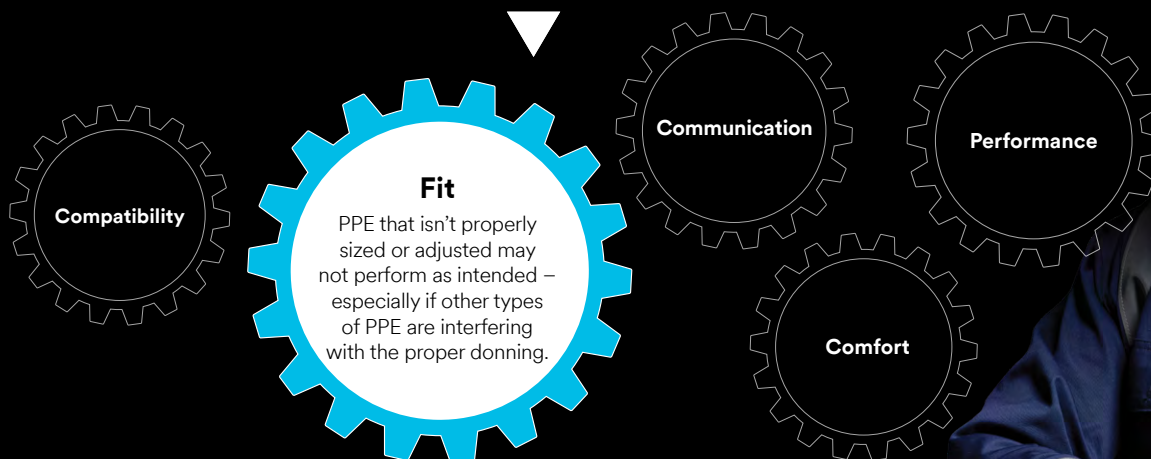 Compatibility
Fit
PPE that isn’t properly
sized or adjusted may
not perform as intended –
especially if other types
of PPE are interfering
with the proper donning.
Communication
Performance
Comfort